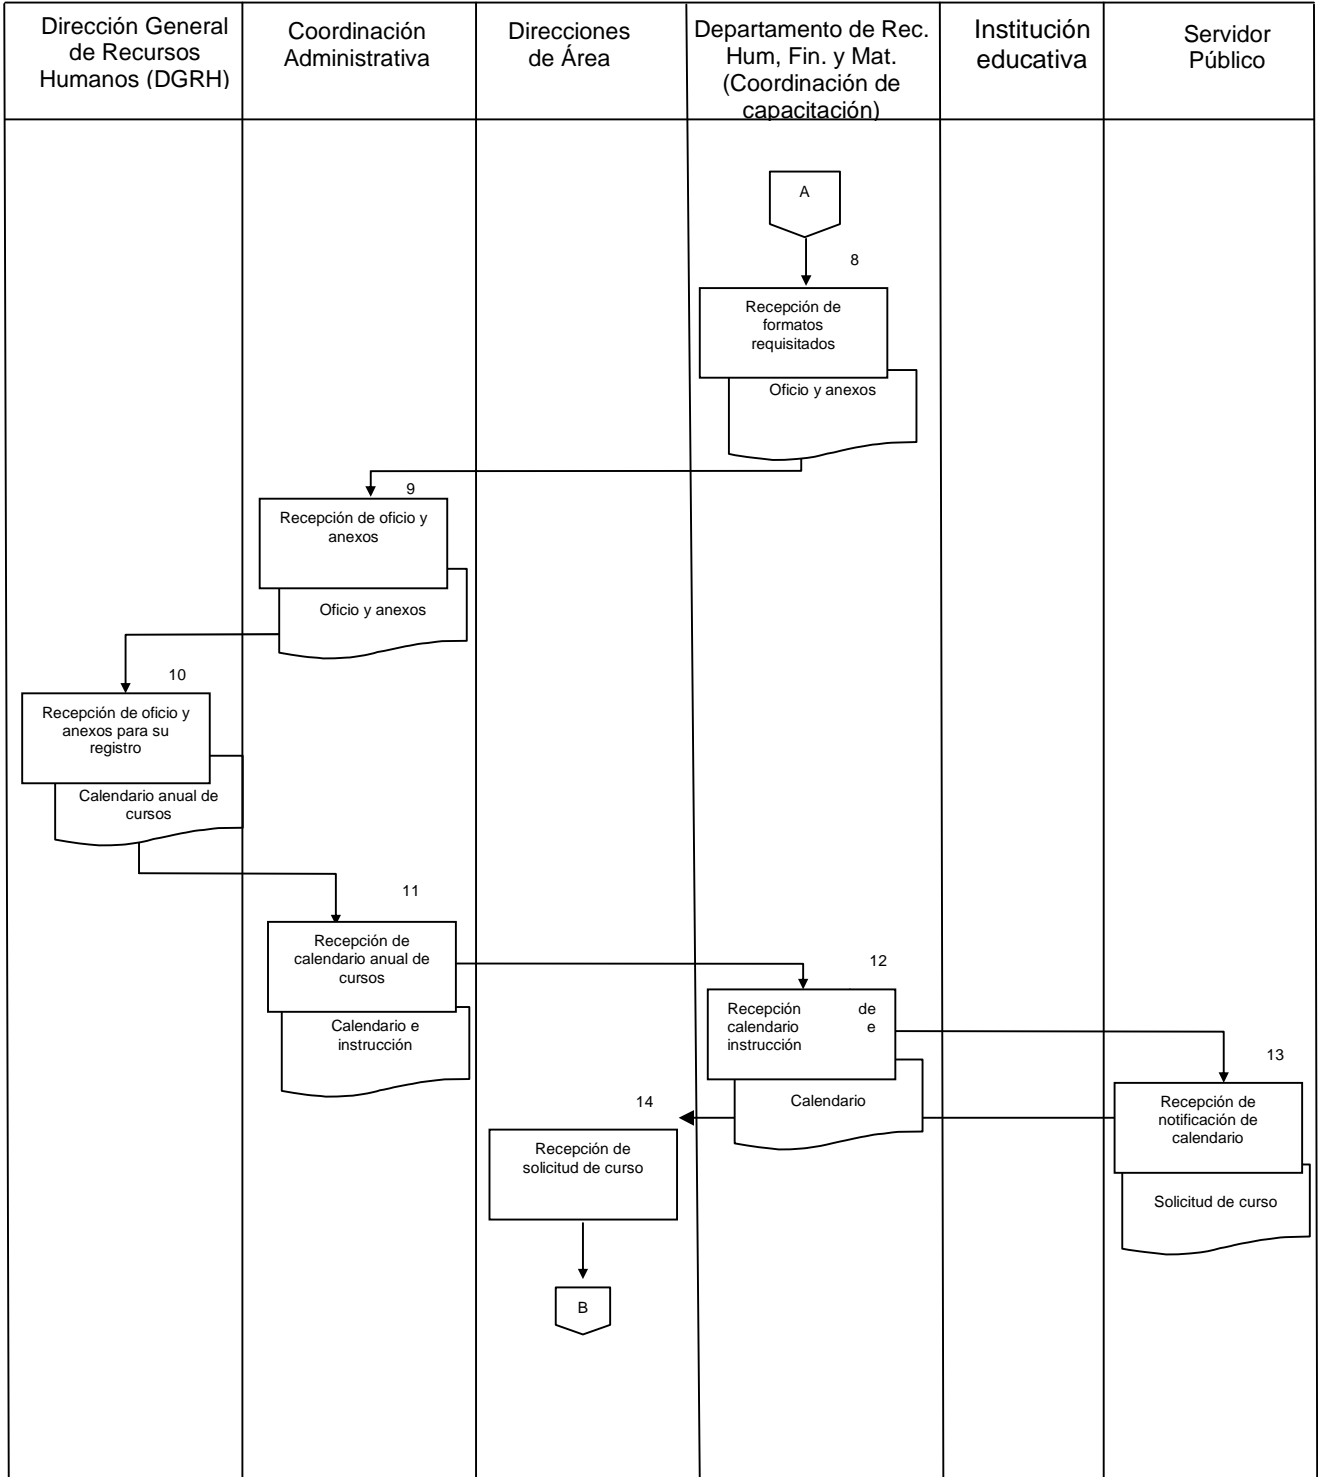 Dirección General
de Recursos
Humanos (DGRH)
Coordinación
Administrativa
Direcciones
de Área
Departamento de Rec.
Hum, Fin. y Mat.
(Coordinación de
capacitación)
Institución
educativa
Servidor
Público
A
8
Recepción de
formatos
requisitados
Oficio y anexos
9
Recepción de oficio y
anexos
Oficio y anexos
10
Recepción de oficio y
anexos para su
registro
Calendario anual de
cursos
11
Recepción de
calendario anual de
cursos
Calendario e
instrucción
12
Recepción de
calendario e
instrucción
Calendario
13
Recepción de
notificación de
calendario
Solicitud de curso
14
Recepción de
solicitud de curso
B